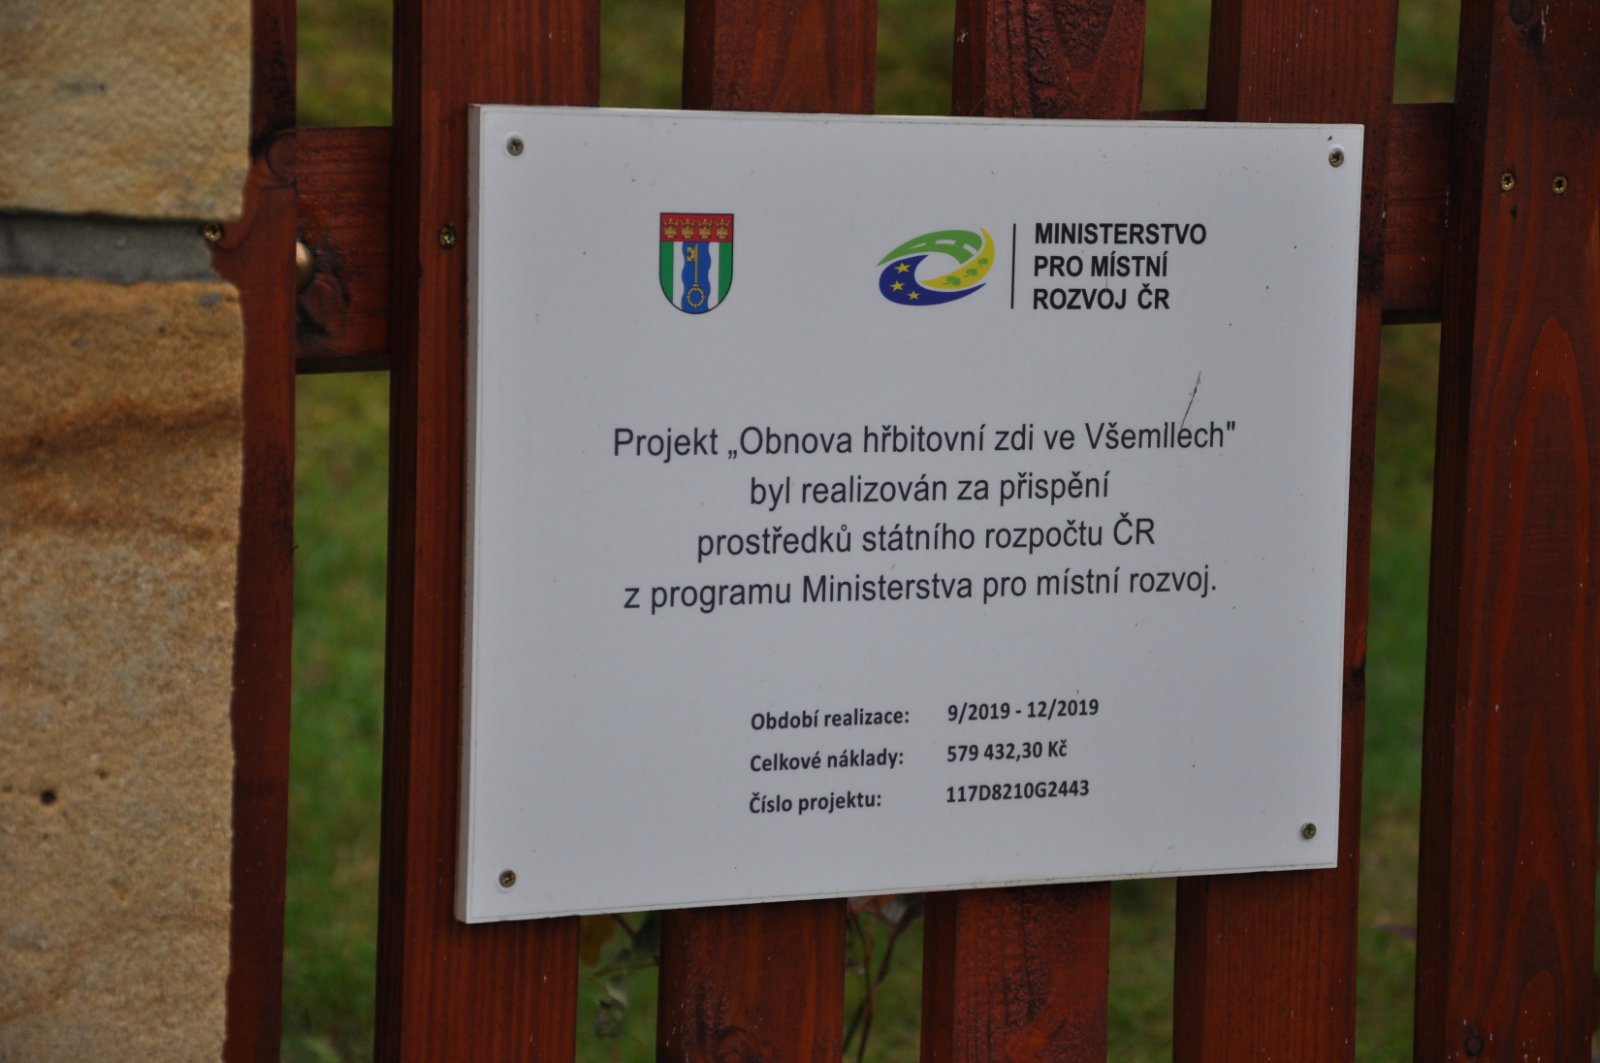 MINISTERSTVO
PRO MÍSTNÍ
ROZVOJ ČR
Projekt „Obnova hřbitovní zdi ve Všemilech"
byl realizován za přispění
prostředků státního rozpočtu ČR
z programu Ministerstva pro místní rozvoj.
Období realizace: 9/2019 - 12/2019
Celkové náklady: 579 432,30 Kč
Číslo projektu: 117D8210G2443